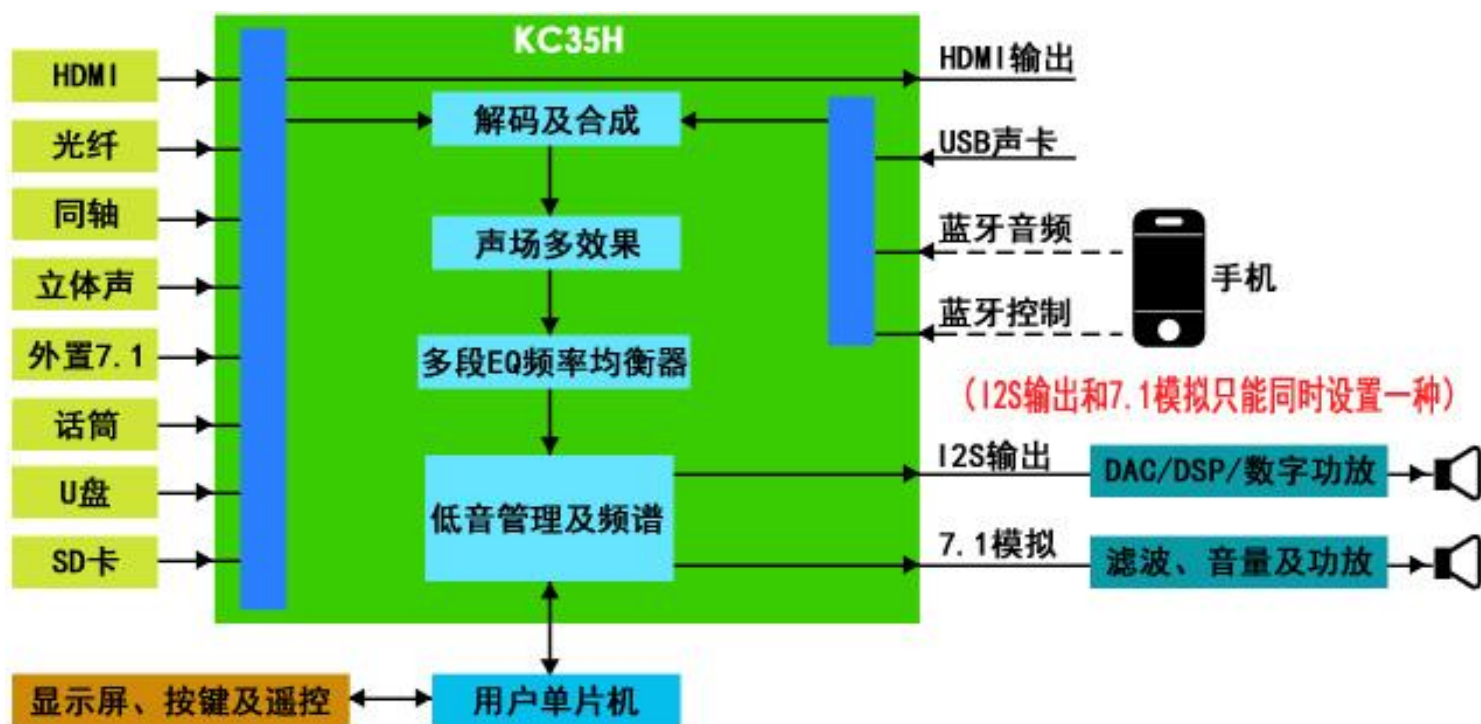 KC35H
HDMI
光纤
同轴
立体声
外置7.1
话筒
U盘
SD卡
解码及合成
声场多效果
多段EQ频率均衡器
低音管理及频谱
HDMI输出
USB声卡
蓝牙音频
蓝牙控制
手机
(I2S输出和7.1模拟只能同时设置一种)
I2S输出
DAC/DSP/数字功放
7.1模拟
滤波、音量及功放
显示屏、按键及遥控
用户单片机